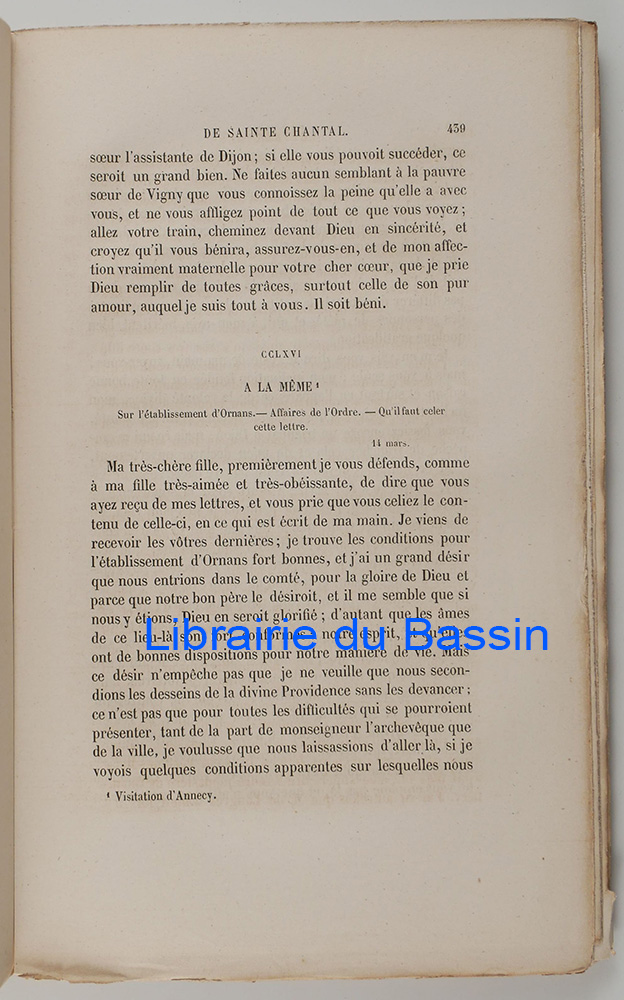 DE SAINTE CHANTAL. 439
sœur l'assistante de Dijon; si elle vous pouvoit succéder, ce
seroit un grand bien. Ne faites aucun semblant à la pauvre
sœur de Vigny que vous connoissez la peine qu'elle a avec
vous, et ne vous affligez point de tout ce que vous voyez;
allez votre train, cheminez devant Dieu en sincérité, et
croyez qu'il vous bénira, assurez-vous-en, et de mon affec-
tion vraiment maternelle pour votre cher cœur, que je prie
Dieu remplir de toutes grâces, surtout celle de son pur
amour, auquel je suis tout à vous. Il soit béni.
CCLXVI
A LA MÊME ¹
Sur l'établissement d'Ornans.— Affaires de l'Ordre. — Qu'il faut celer
cette lettre.
14 mars.
Ma très-chère fille, premièrement je vous défends, comme
à ma fille très-aimée et très-obéissante, de dire que vous
ayez reçu de mes lettres, et vous prie que vous celiez le con-
tenu de celle-ci, en ce qui est écrit de ma main. Je viens de
recevoir les vôtres dernières; je trouve les conditions pour
l'établissement d'Ornans fort bonnes, et j'ai un grand désir
que nous entrions dans le comté, pour la gloire de Dieu et
parce que notre bon père le désiroit, et il me semble que si
nous y étions, Dieu en seroit glorifié; d'autant que les âmes
de ce lieu-là son fort conformes notre esprit,
Librairie du Bassin
ont de bonnes dispositions pour notre manière de vie. Mais
ce désir n'empêche pas que je ne veuille que nous secon-
dions les desseins de la divine Providence sans les devancer;
ce n'est pas que pour toutes les difficultés qui se pourroient
présenter, tant de la part de monseigneur l'archevêque que
de la ville, je voulusse que nous laissassions d'aller là, si je
voyois quelques conditions apparentes sur lesquelles nous
¹ Visitation d'Annecy.